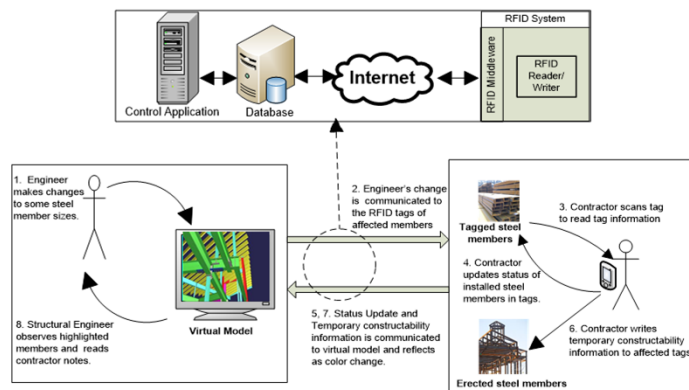 RFID System
Control Application
Database
Internet
RFID Middleware
RFID
Reader/
Writer
1. Engineer
makes changes
to some steel
member sizes.
Virtual Model
8. Structural Engineer
observes highlighted
members and reads
contractor notes.
2. Engineer's change
is communicated
to the RFID tags of
affected members
5, 7. Status Update and
Temporary constructability
information is communicated
to virtual model and reflects
as color change.
Tagged steel
members
3. Contractor scans tag
to read tag information
4. Contractor
updates status of
installed steel
members in tags.
6. Contractor writes
temporary constructability
information to affected tags
Erected steel members